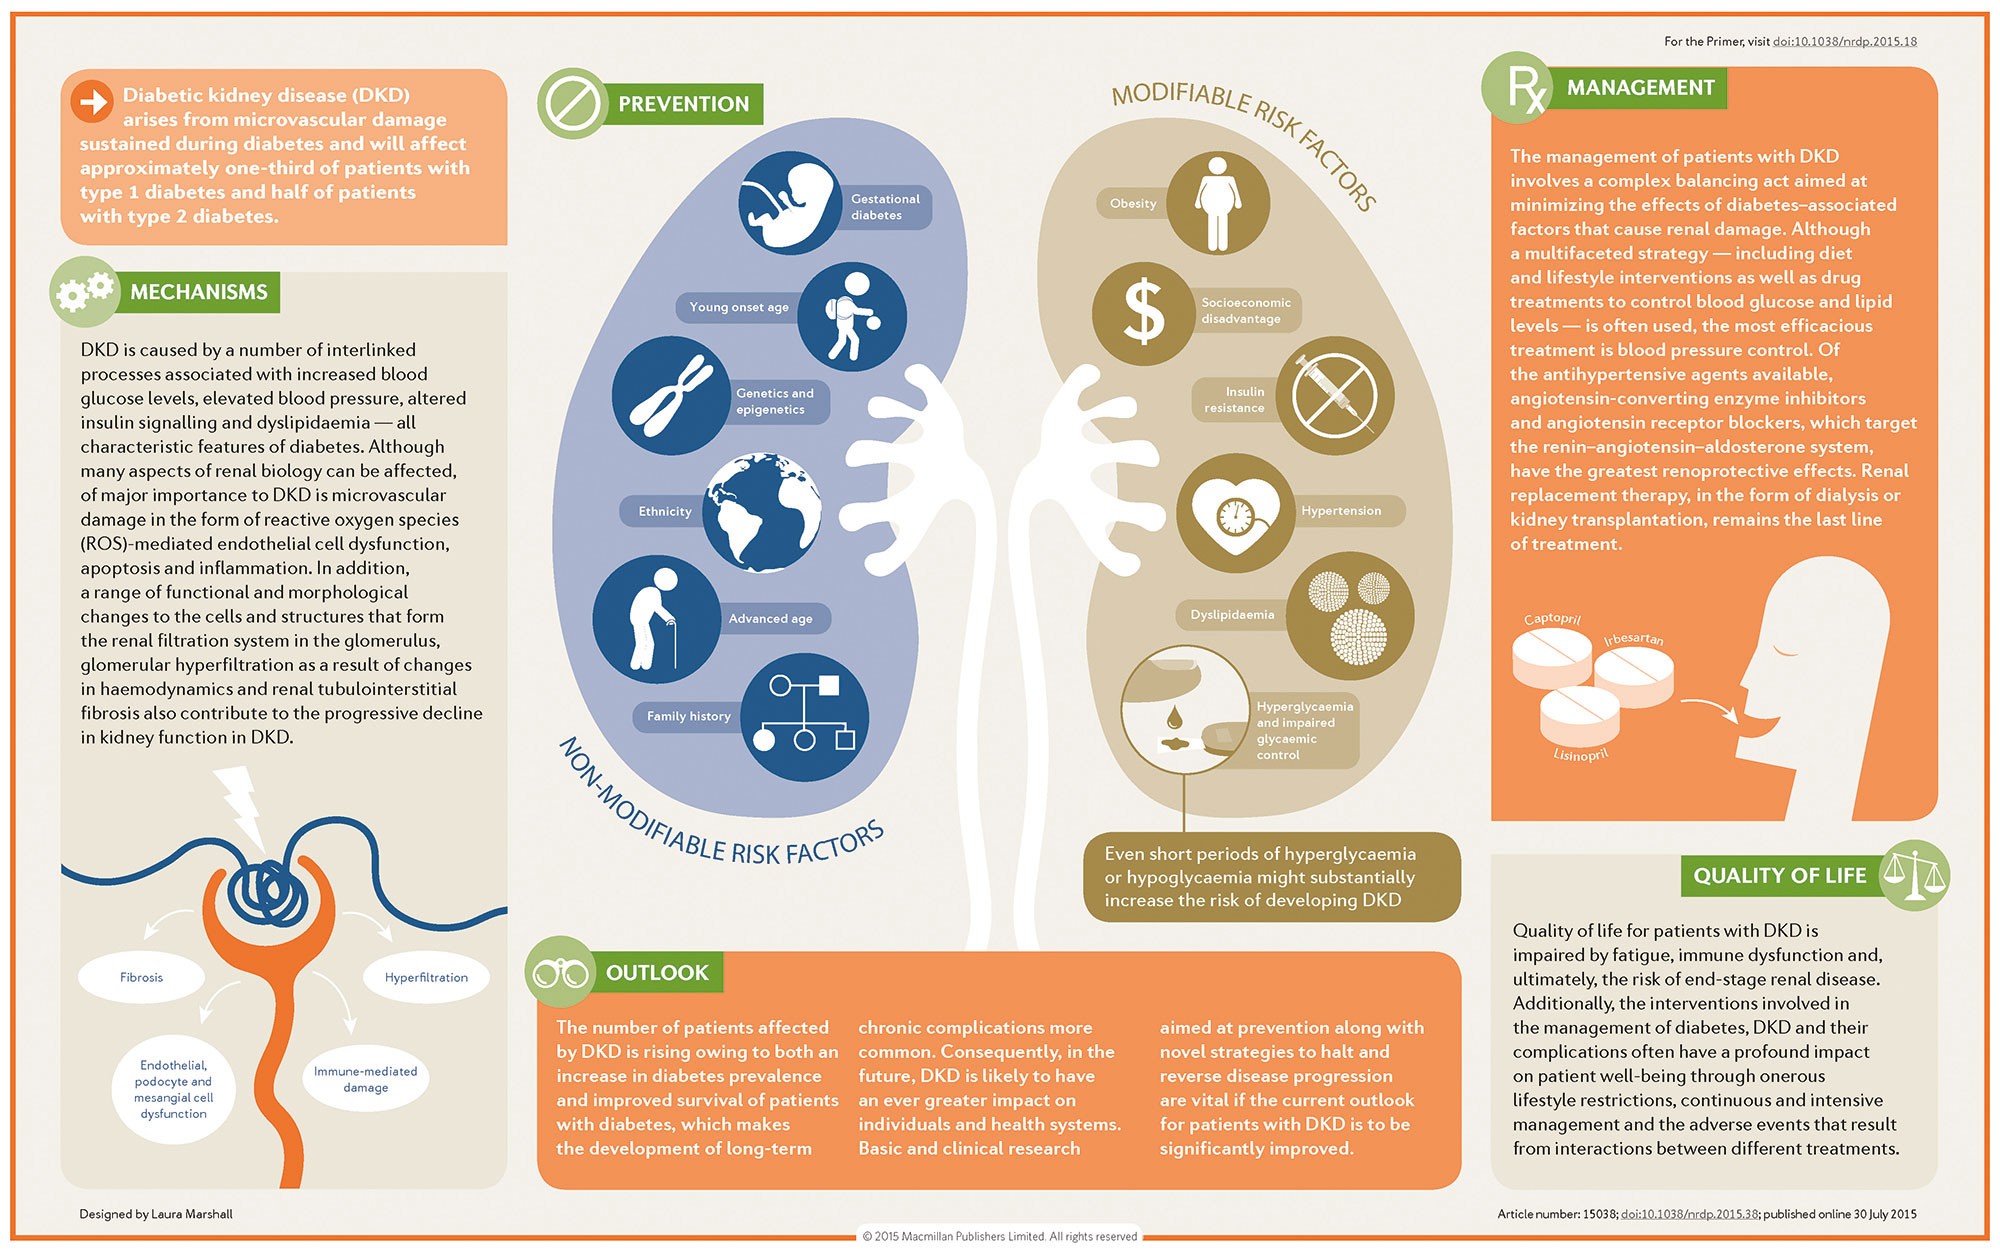 For the Primer, visit doi:10.1038/nrdp.2015.18
Diabetic kidney disease (DKD)
arises from microvascular damage
sustained during diabetes and will affect
approximately one-third of patients with
type 1 diabetes and half of patients
with type 2 diabetes.
MECHANISMS
DKD is caused by a number of interlinked
processes associated with increased blood
glucose levels, elevated blood pressure, altered
insulin signalling and dyslipidaemia — all
characteristic features of diabetes. Although
many aspects of renal biology can be affected,
of major importance to DKD is microvascular
damage in the form of reactive oxygen species
(ROS)-mediated endothelial cell dysfunction,
apoptosis and inflammation. In addition,
a range of functional and morphological
changes to the cells and structures that form
the renal filtration system in the glomerulus,
glomerular hyperfiltration as a result of changes
in haemodynamics and renal tubulointerstitial
fibrosis also contribute to the progressive decline
in kidney function in DKD.
Fibrosis
Hyperfiltration
Endothelial,
podocyte and
mesangial cell
dysfunction
Immune-mediated
damage
PREVENTION
Gestational
diabetes
Young onset age
Genetics and
epigenetics
Ethnicity
Advanced age
Family history
NON-MODIFIABLE RISK FACTORS
MODIFIABLE RISK FACTORS
Obesity
$
Socioeconomic
disadvantage
Insulin
resistance
Hypertension
Dyslipidaemia
Hyperglycaemia
and impaired
glycaemic
control
Even short periods of hyperglycaemia
or hypoglycaemia might substantially
increase the risk of developing DKD
OUTLOOK
The number of patients affected
by DKD is rising owing to both an
increase in diabetes prevalence
and improved survival of patients
with diabetes, which makes
the development of long-term
chronic complications more
common. Consequently, in the
future, DKD is likely to have
an ever greater impact on
individuals and health systems.
Basic and clinical research
aimed at prevention along with
novel strategies to halt and
reverse disease progression
are vital if the current outlook
for patients with DKD is to be
significantly improved.
Rx
MANAGEMENT
The management of patients with DKD
involves a complex balancing act aimed at
minimizing the effects of diabetes–associated
factors that cause renal damage. Although
a multifaceted strategy — including diet
and lifestyle interventions as well as drug
treatments to control blood glucose and lipid
levels — is often used, the most efficacious
treatment is blood pressure control. Of
the antihypertensive agents available,
angiotensin-converting enzyme inhibitors
and angiotensin receptor blockers, which target
the renin–angiotensin–aldosterone system,
have the greatest renoprotective effects. Renal
replacement therapy, in the form of dialysis or
kidney transplantation, remains the last line
of treatment.
Captopril
Irbesartan
Lisinopril
QUALITY OF LIFE
Quality of life for patients with DKD is
impaired by fatigue, immune dysfunction and,
ultimately, the risk of end-stage renal disease.
Additionally, the interventions involved in
the management of diabetes, DKD and their
complications often have a profound impact
on patient well-being through onerous
lifestyle restrictions, continuous and intensive
management and the adverse events that result
from interactions between different treatments.
Designed by Laura Marshall
© 2015 Macmillan Publishers Limited. All rights reserved
Article number: 15038; doi:10.1038/nrdp.2015.38; published online 30 July 2015